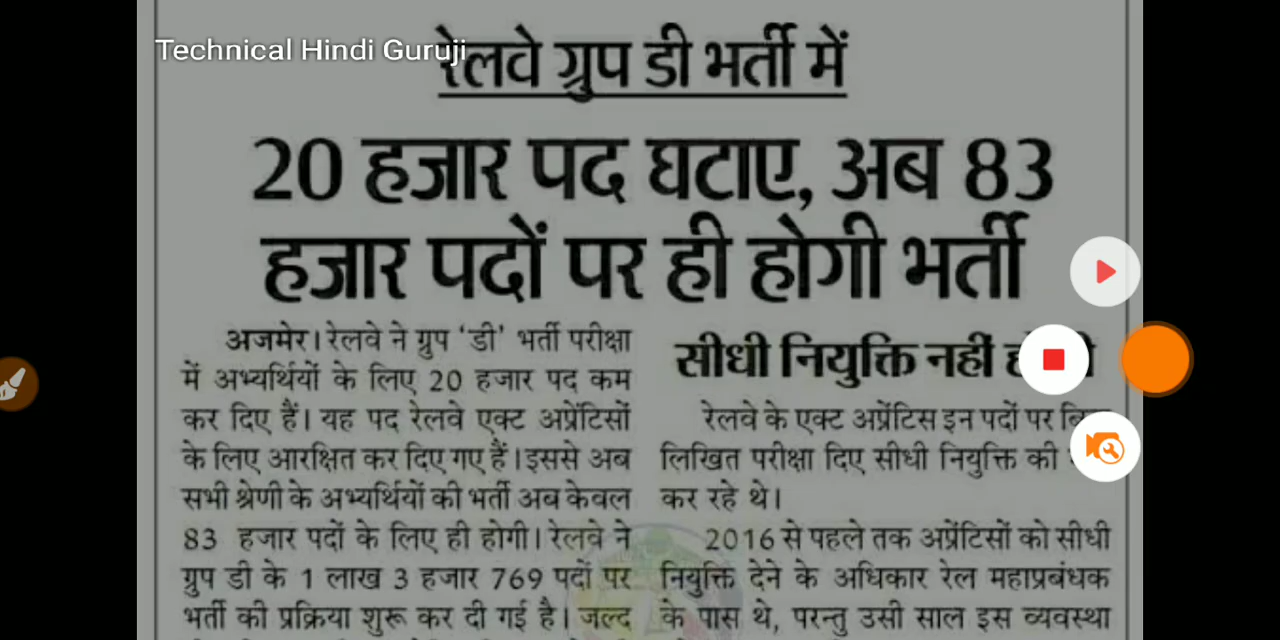 Technical Hindi Guruji
रेलवे ग्रुप डी भर्ती में
20 हजार पद घटाए, अब 83
हजार पदों पर ही होगी भर्ती
अजमेर। रेलवे ने ग्रुप 'डी' भर्ती परीक्षा
में अभ्यर्थियों के लिए 20 हजार पद कम
कर दिए हैं। यह पद रेलवे एक्ट अप्रेंटिसों
के लिए आरक्षित कर दिए गए हैं। इससे अब
सभी श्रेणी के अभ्यर्थियों की भर्ती अब केवल
83 हजार पदों के लिए ही होगी। रेलवे ने
ग्रुप डी के 1 लाख 3 हजार 769 पदों पर
भर्ती की प्रक्रिया शुरू कर दी गई है। जल्द
सीधी नियुक्ति नहीं
रेलवे के एक्ट अप्रेंटिस इन पदों पर
लिखित परीक्षा दिए सीधी नियुक्ति की
कर रहे थे।
2016 से पहले तक अप्रेंटिसों को सीधी
नियुक्ति देने के अधिकार रेल महाप्रबंधक
के पास थे, परन्तु उसी साल इस व्यवस्था